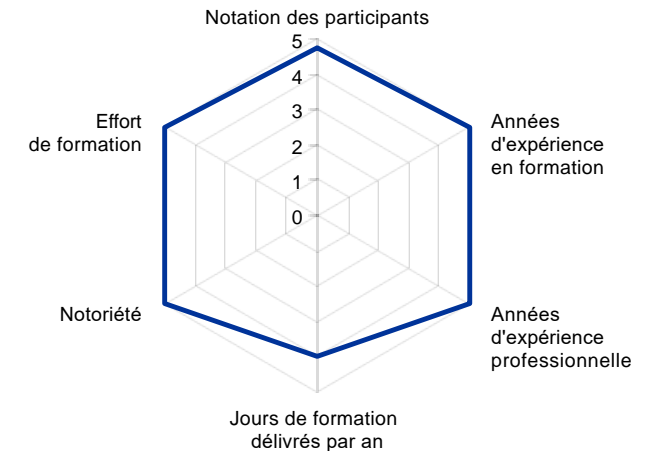 Notation des participants
5
4
3
2
1
0
Effort
de formation
Années
d'expérience
en formation
Notoriété
Années
d'expérience
professionnelle
Jours de formation
délivrés par an